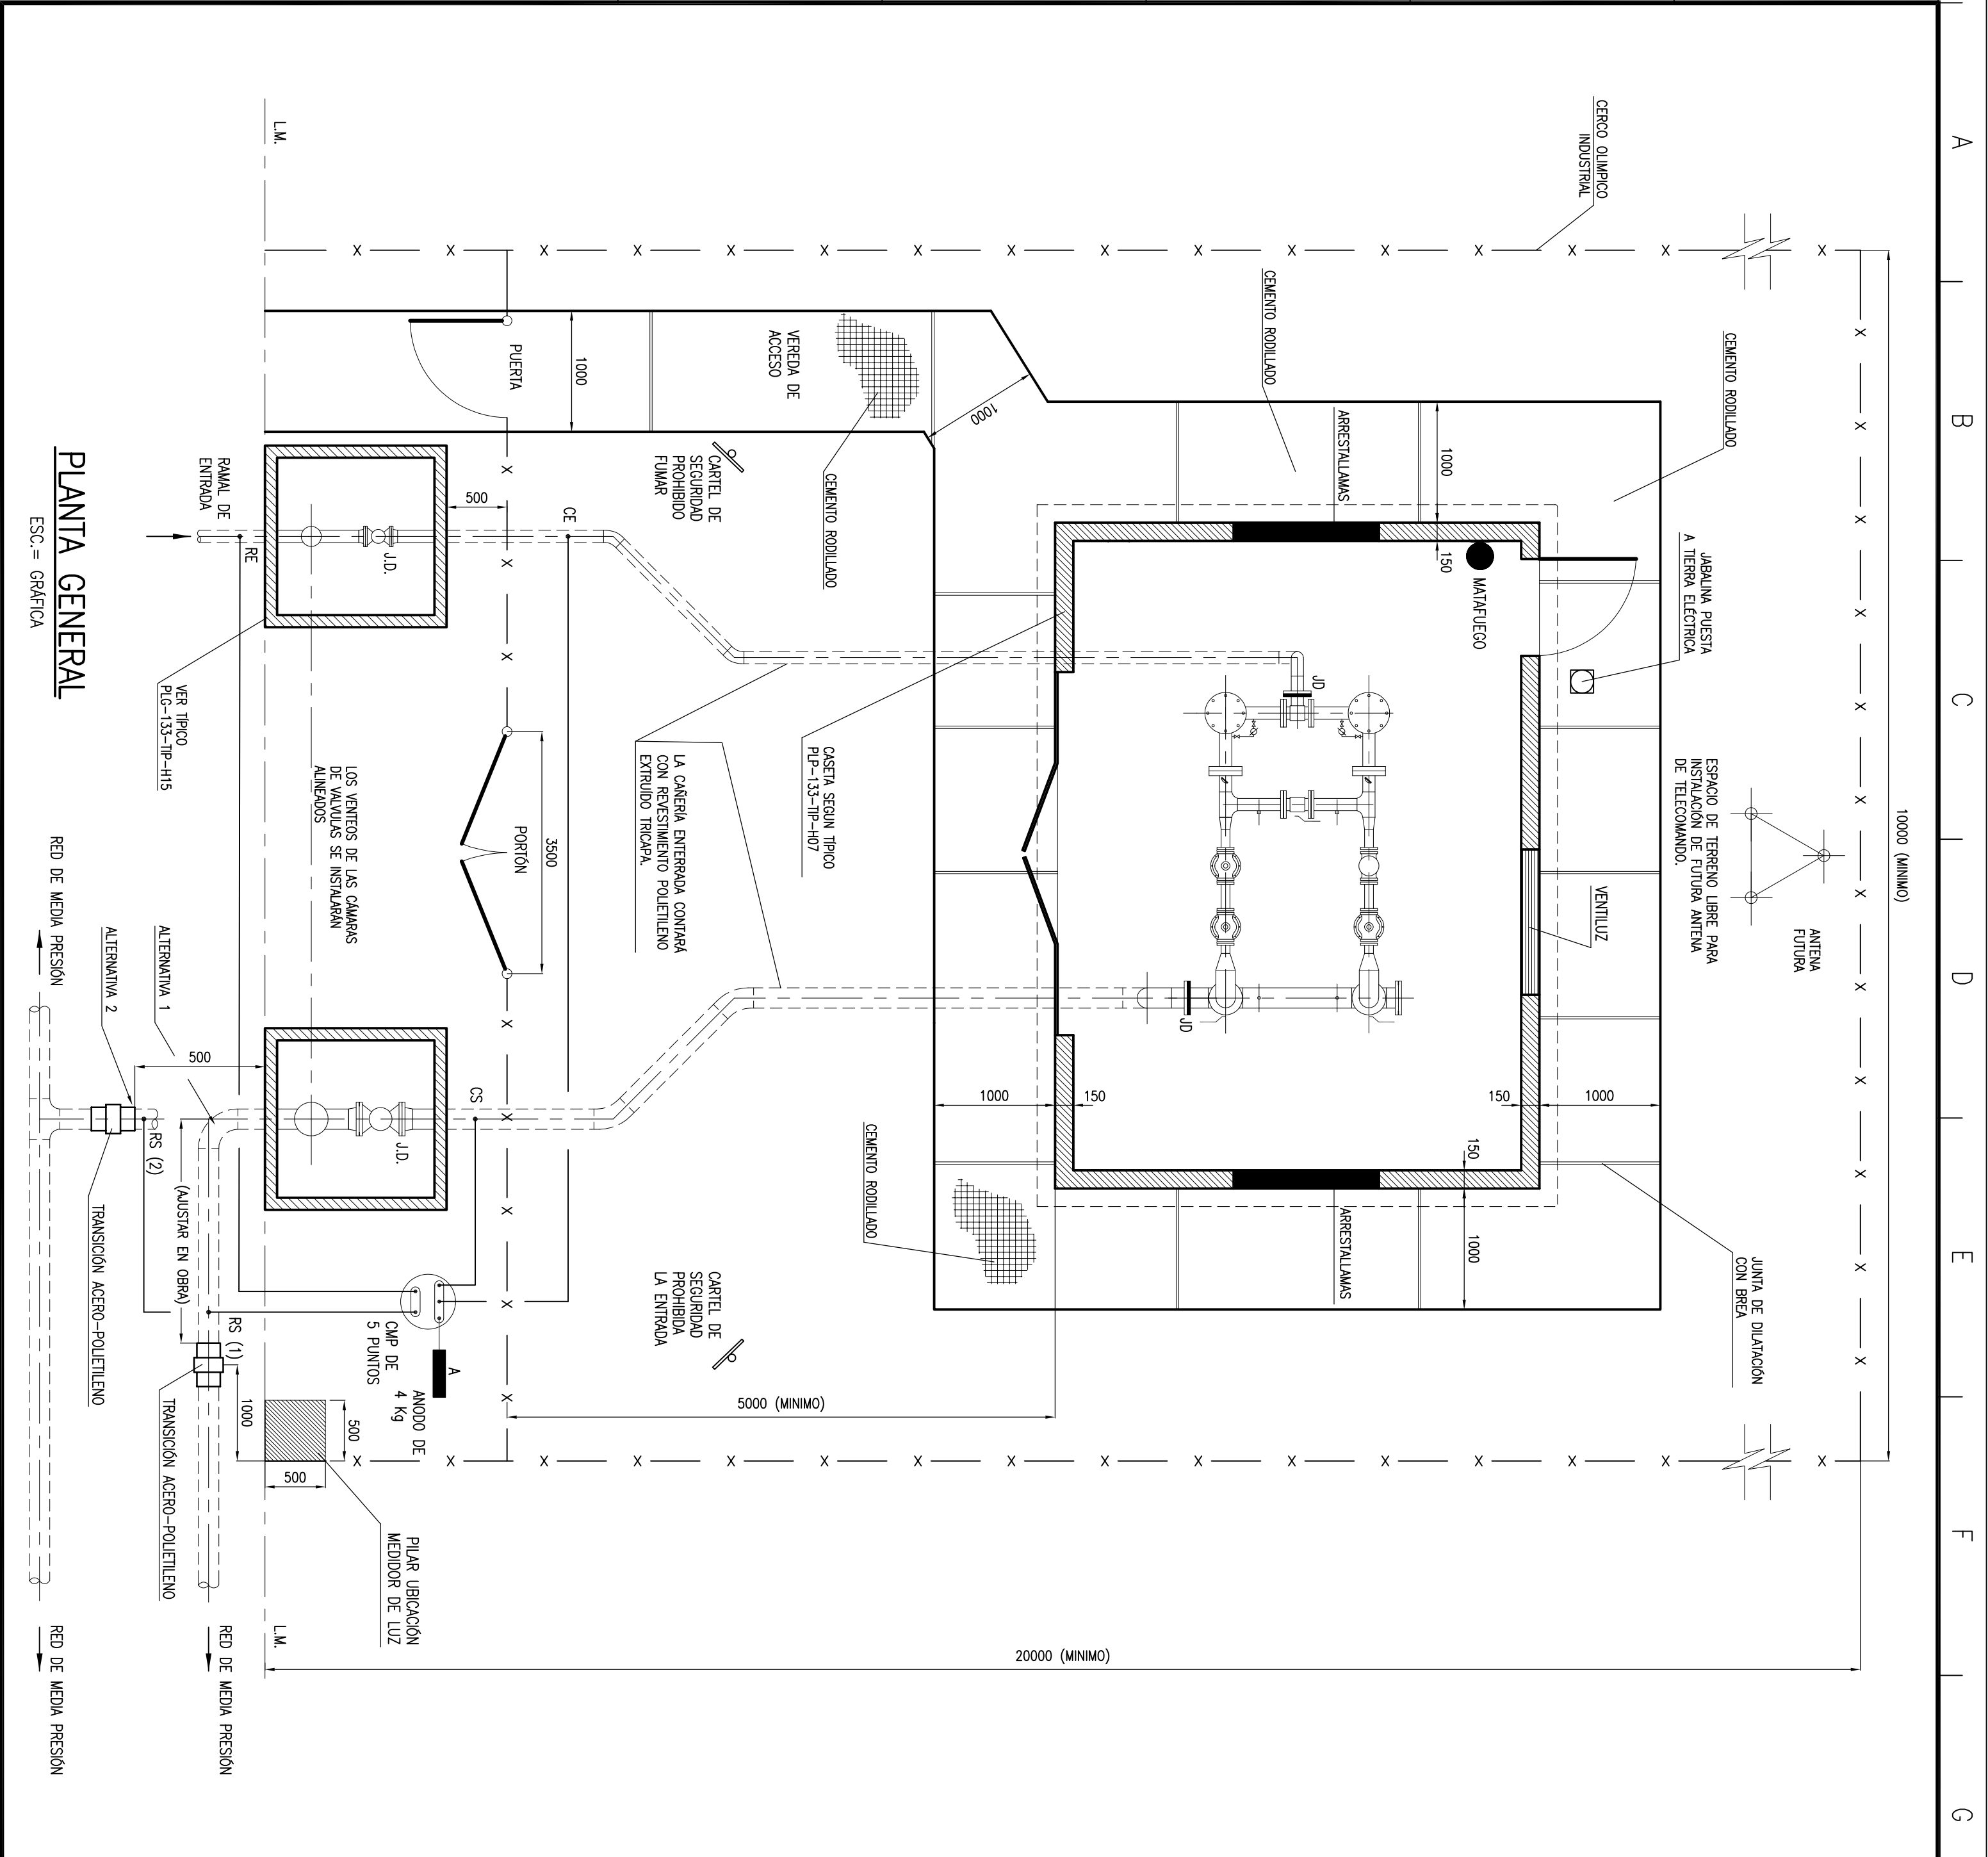 A
B
C
D
E
F
G
10000 (MINIMO)
20000 (MINIMO)
CERCO OLIMPICO
INDUSTRIAL
CEMENTO RODILLADO
CEMENTO RODILLADO
JABALINA PUESTA
A TIERRA ELÉCTRICA
ESPACIO DE TERRENO LIBRE PARA
INSTALACIÓN DE FUTURA ANTENA
DE TELECOMANDO.
ANTENA
FUTURA
VENTILUZ
JUNTA DE DILATACIÓN
CON BREA
ARRESTALLAMAS
1000
150
MATAFUEGO
JD
JD
150
1000
1000
150
150
1000
ARRESTALLAMAS
1000
VEREDA DE
ACCESO
CEMENTO RODILLADO
CASETA SEGUN TÍPICO
PLP-133-TIP-H07
CEMENTO RODILLADO
5000 (MINIMO)
CARTEL DE
SEGURIDAD
PROHIBIDO
FUMAR
LA CAÑERÍA ENTERRADA CONTARÁ
CON REVESTIMIENTO POLIETILENO
EXTRUÍDO TRICAPA.
CARTEL DE
SEGURIDAD
PROHIBIDA
LA ENTRADA
1000
PUERTA
500
CE
3500
PORTÓN
CS
L.M.
J.D.
RE
RAMAL DE
ENTRADA
VER TÍPICO
PLG-133-TIP-H15
LOS VENTEOS DE LAS CÁMARAS
DE VALVULAS SE INSTALARÁN
ALINEADOS
J.D.
A
ANODO DE
4 Kg
CMP DE
5 PUNTOS
500
500
PILAR UBICACIÓN
MEDIDOR DE LUZ
L.M.
1000
RS (1)
(AJUSTAR EN OBRA)
RS (2)
500
ALTERNATIVA 1
ALTERNATIVA 2
TRANSICIÓN ACERO-POLIETILENO
TRANSICIÓN ACERO-POLIETILENO
RED DE MEDIA PRESIÓN
RED DE MEDIA PRESIÓN
RED DE MEDIA PRESIÓN
PLANTA GENERAL
ESC.= GRÁFICA